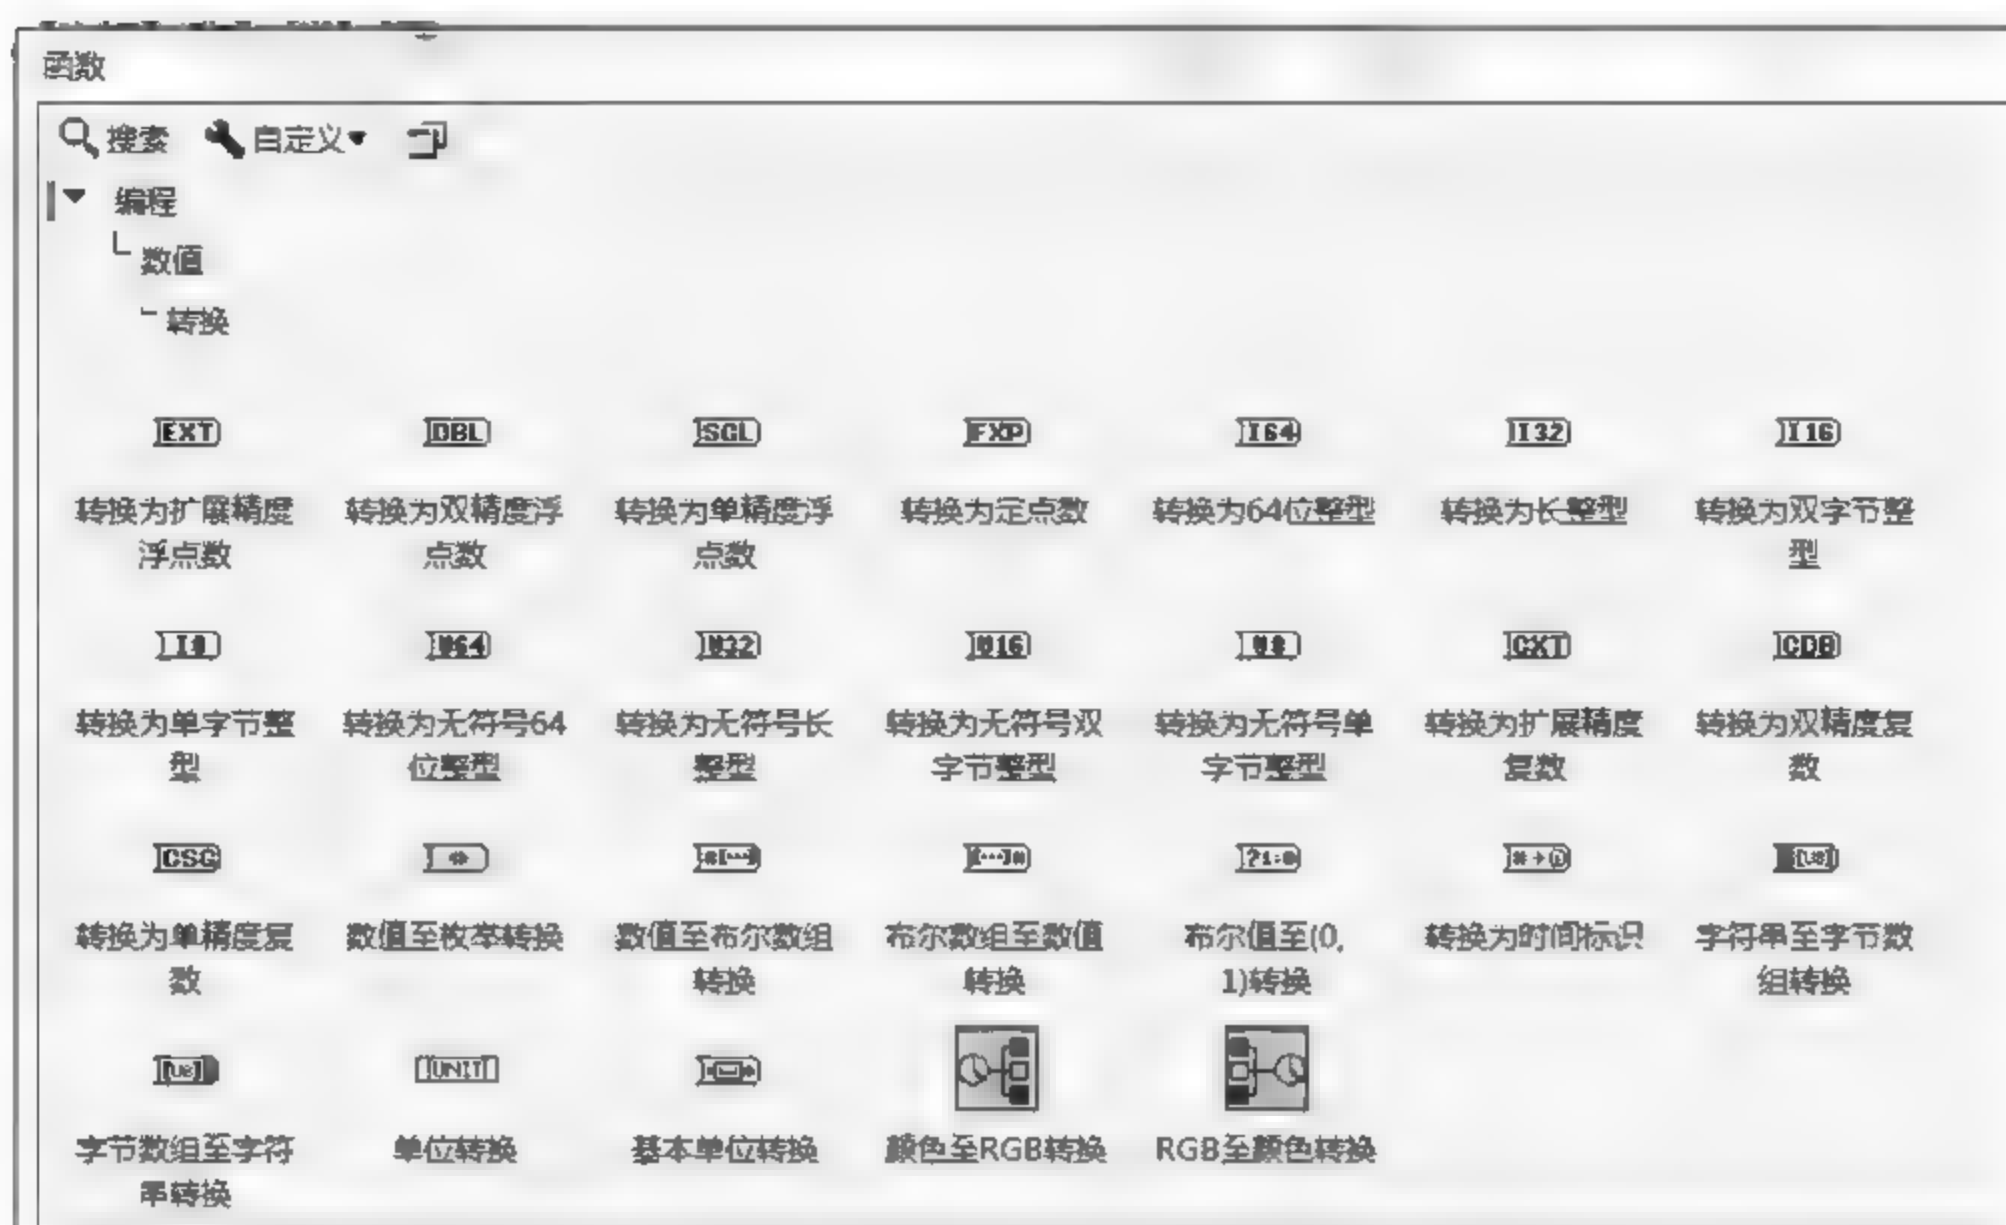 函数
搜索 自定义
编程
数值
转换
EXT DBL SGL FXP I64 I32 I16
转换为扩展精度 转换为双精度浮 转换为单精度浮 转换为定点数 转换为64位整型 转换为长整型 转换为双字节整
浮点数 点数 点数 型
I8 U64 U32 U16 U8 CXT CDB
转换为单字节整 转换为无符号64 转换为无符号长 转换为无符号双 转换为无符号单 转换为扩展精度 转换为双精度复
型 位整型 整型 字节整型 字节整型 复数 数
CSG ?1:0 [U8]
转换为单精度复 数值至枚举转换 数值至布尔数组 布尔数组至数值 布尔值至(0, 转换为时间标识 字符串至字节数
数 转换 转换 1)转换 组转换
[U8] UNIT
字节数组至字符 单位转换 基本单位转换 颜色至RGB转换 RGB至颜色转换
串转换